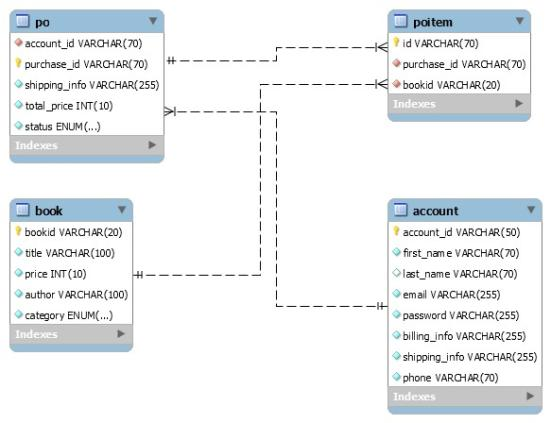 po
account_id VARCHAR(70)
purchase_id VARCHAR(70)
shipping_info VARCHAR(255)
total_price INT(10)
status ENUM(...)
Indexes
poitem
id VARCHAR(70)
purchase_id VARCHAR(70)
bookid VARCHAR(20)
Indexes
book
bookid VARCHAR(20)
title VARCHAR(100)
price INT(10)
author VARCHAR(100)
category ENUM(...)
Indexes
account
account_id VARCHAR(50)
first_name VARCHAR(70)
last_name VARCHAR(70)
email VARCHAR(255)
password VARCHAR(255)
billing_info VARCHAR(255)
shipping_info VARCHAR(255)
phone VARCHAR(70)
Indexes